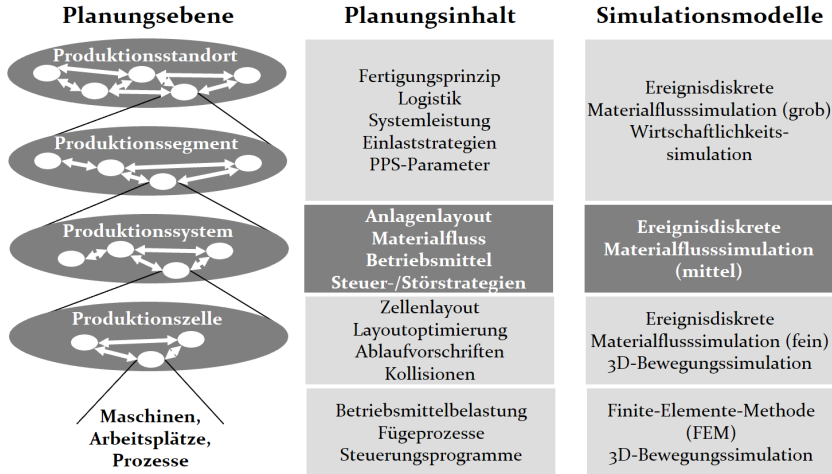 Planungsebene
Planungsinhalt
Simulationsmodelle
Produktionsstandort
Produktionssegment
Fertigungsprinzip
Logistik
Systemleistung
Einlaststrategien
PPS-Parameter
Ereignisdiskrete
Materialflusssimulation (grob)
Wirtschaftlichkeits-
simulation
Produktionssystem
Anlagenlayout
Materialfluss
Betriebsmittel
Steuer-/Störstrategien
Ereignisdiskrete
Materialflusssimulation
(mittel)
Produktionszelle
Zellenlayout
Layoutoptimierung
Ablaufvorschriften
Kollisionen
Ereignisdiskrete
Materialflusssimulation (fein)
3D-Bewegungssimulation
Maschinen,
Arbeitsplätze,
Prozesse
Betriebsmittelbelastung
Fügeprozesse
Steuerungsprogramme
Finite-Elemente-Methode
(FEM)
3D-Bewegungssimulation